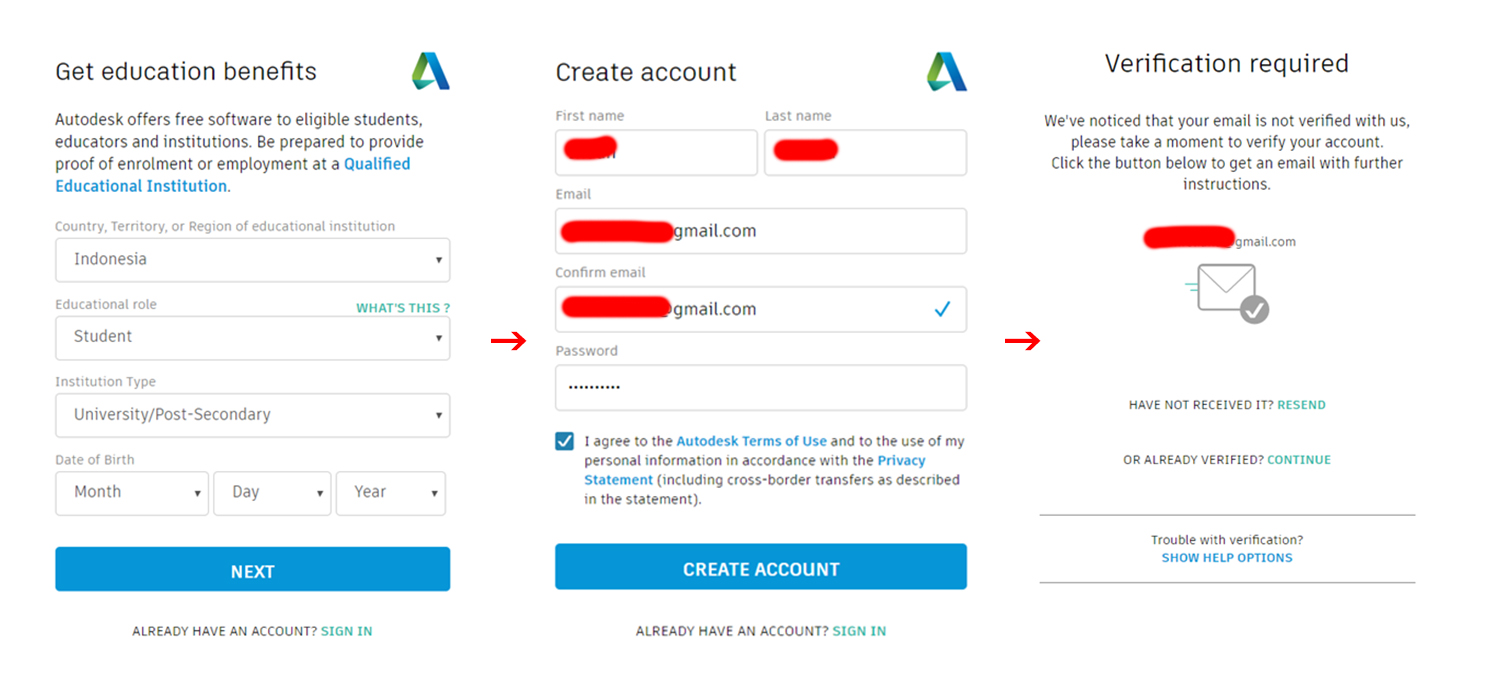 Get education benefits
Autodesk offers free software to eligible students,
educators and institutions. Be prepared to provide
proof of enrolment or employment at a Qualified
Educational Institution.
Country, Territory, or Region of educational institution
Indonesia
Educational role
WHAT'S THIS ?
Student
Institution Type
University/Post-Secondary
Date of Birth
Month
Day
Year
NEXT
ALREADY HAVE AN ACCOUNT? SIGN IN
Create account
First name
Last name
Email
gmail.com
Confirm email
@gmail.com
Password
I agree to the Autodesk Terms of Use and to the use of my
personal information in accordance with the Privacy
Statement (including cross-border transfers as described
in the statement).
CREATE ACCOUNT
ALREADY HAVE AN ACCOUNT? SIGN IN
Verification required
We've noticed that your email is not verified with us,
please take a moment to verify your account.
Click the button below to get an email with further
instructions.
gmail.com
HAVE NOT RECEIVED IT? RESEND
OR ALREADY VERIFIED? CONTINUE
Trouble with verification?
SHOW HELP OPTIONS